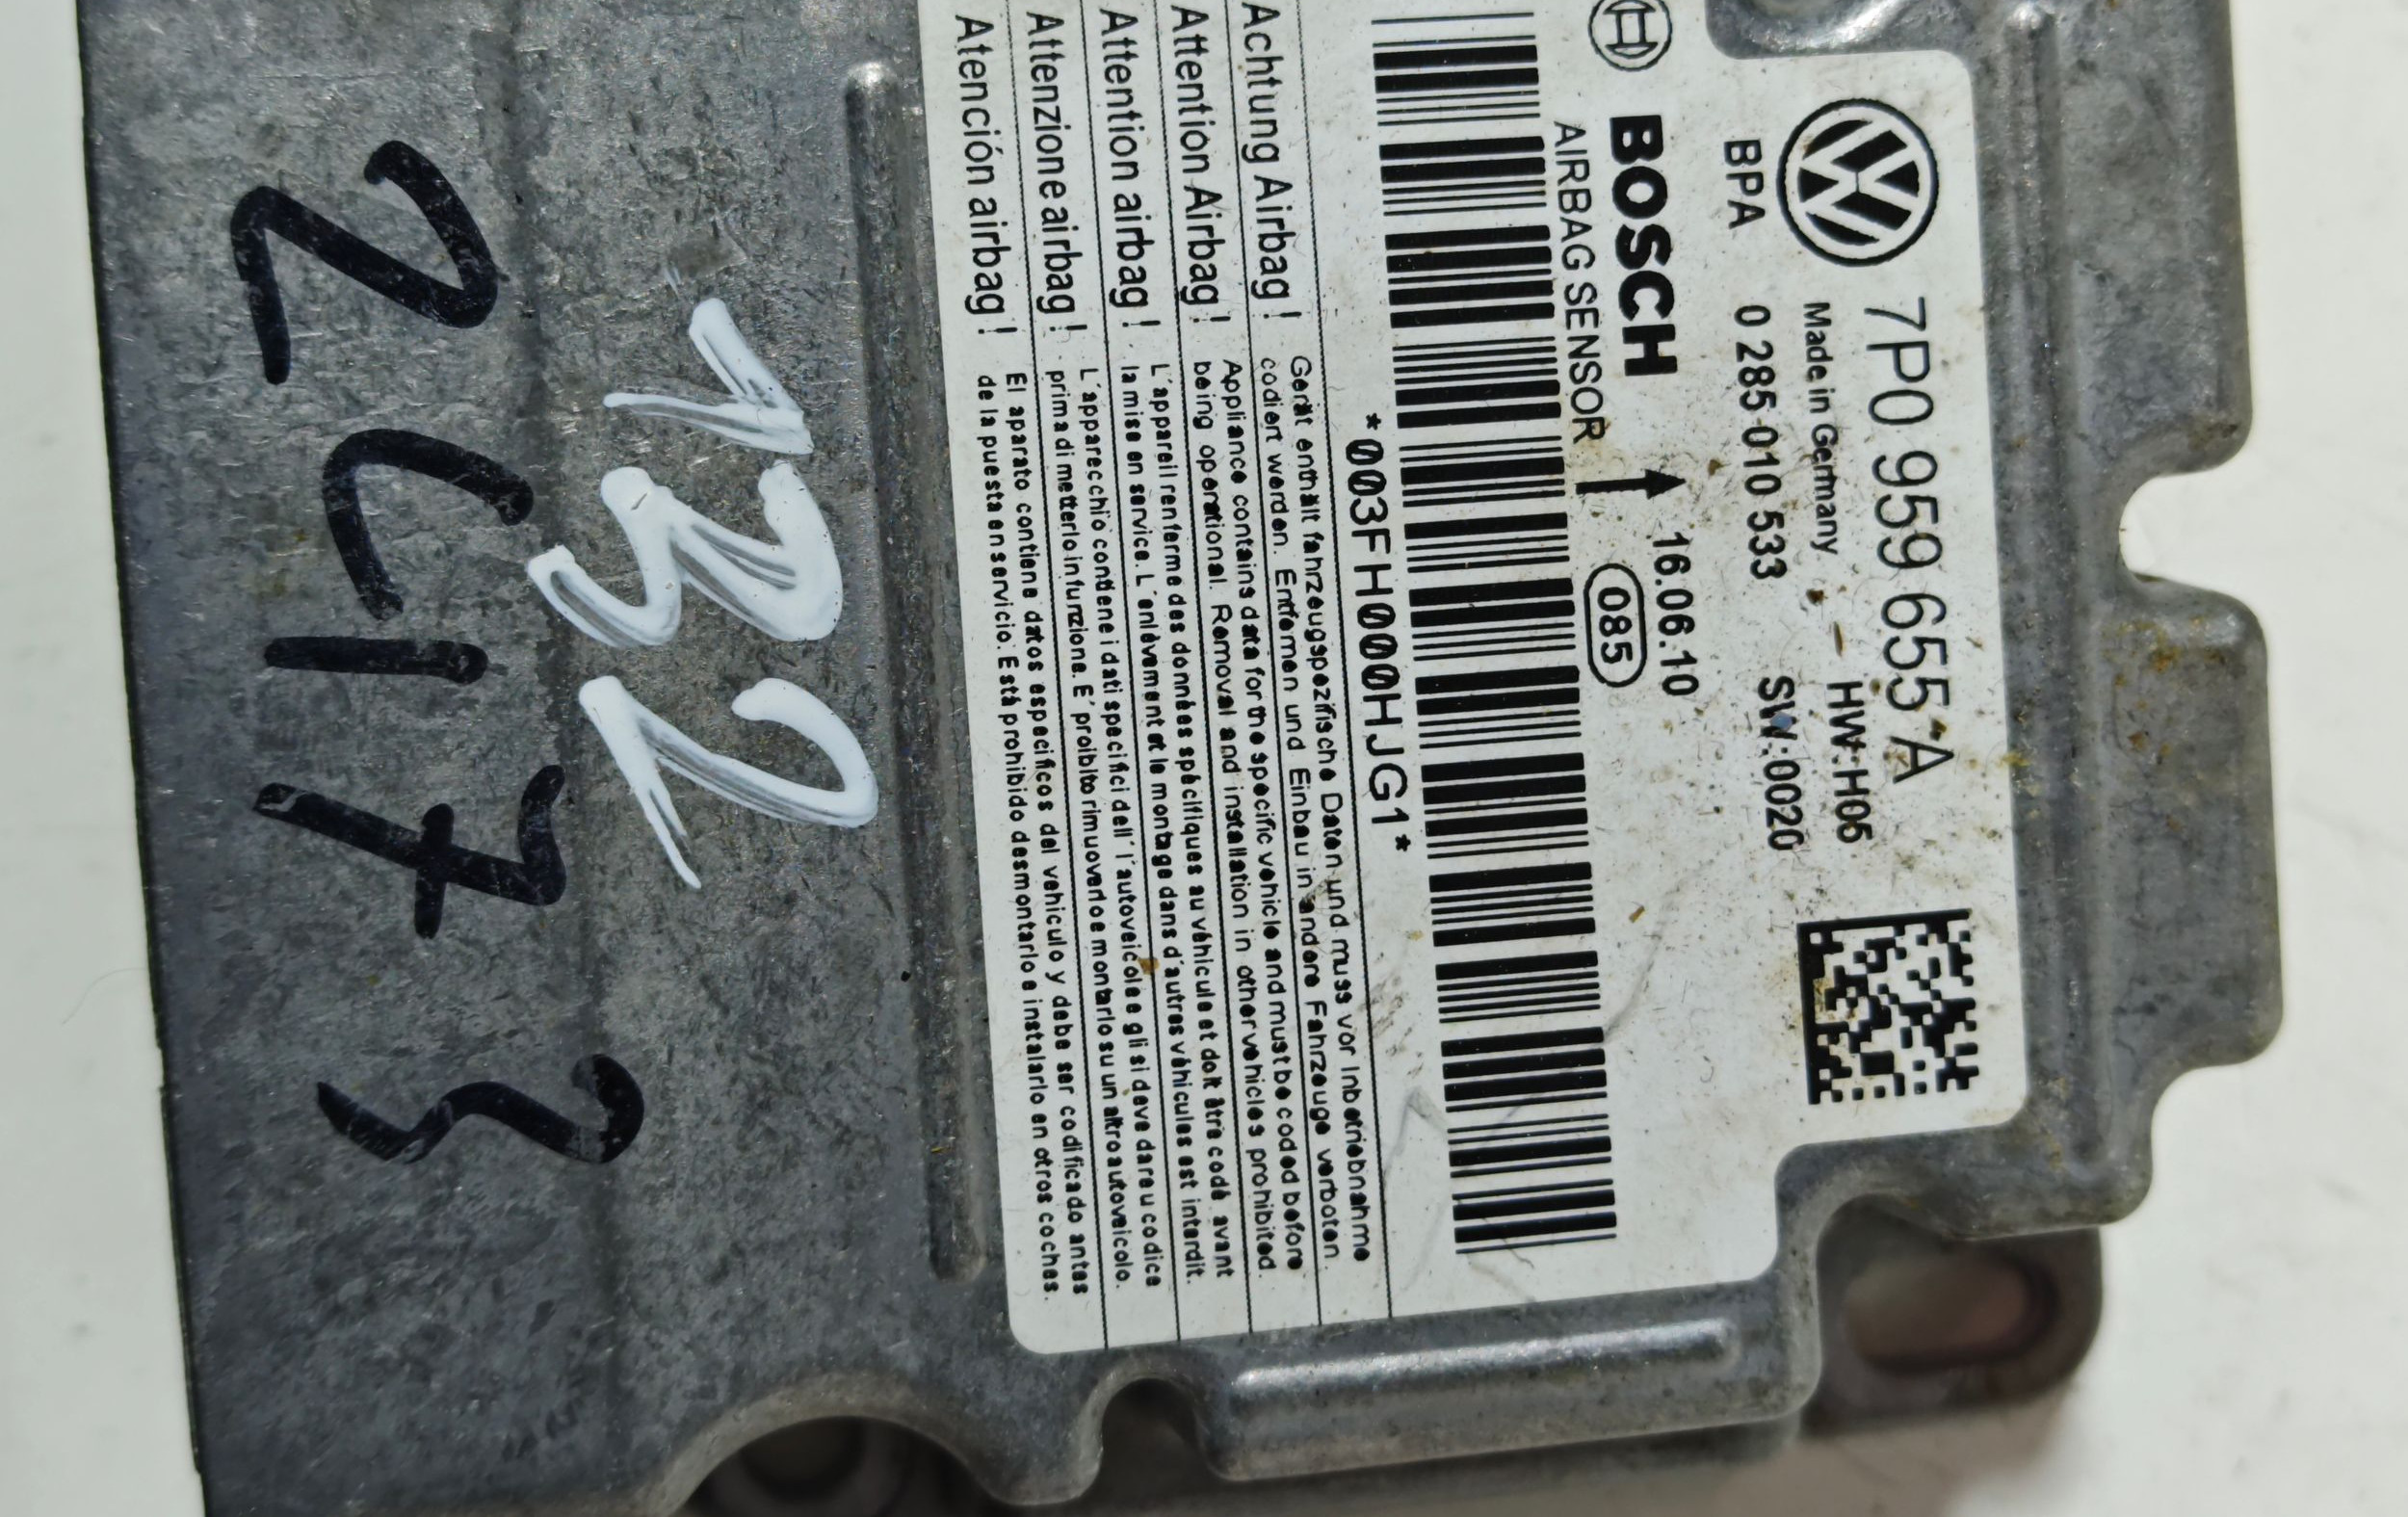 7P0 959 655 A
Made in Germany
HW:H06
BPA 0 285 010 533 SW:0020
BOSCH 16.06.10
AIRBAG SENSOR 085
*003FH000HJG1*
Achtung Airbag! Gerät enthält fahrzeugspezifische Daten und muss vor Inbetriebnahme
codiert werden. Entfernen und Einbau in andere Fahrzeuge verboten.
Attention Airbag! Appliance contains data for the specific vehicle and must be coded before
being operational. Removal and installation in other vehicles prohibited.
Attention airbag! L'appareil renferme des données spécifiques au véhicule et doit être codé avant
la mise en service. L'enlèvement et le montage dans d'autres véhicules est interdit.
Attenzione airbag! L'apparecchio contiene i dati specifici dell'l'autoveicolo e gli si deve dare u codice
prima di metterlo in funzione. E' proibito rimuoverlo e montarlo su un altro autoveicolo.
Atención airbag! El aparato contiene datos específicos del vehículo y debe ser codificado antes
de la puesta en servicio. Está prohibido desmontarlo e instalarlo en otros coches.
132
2 C173